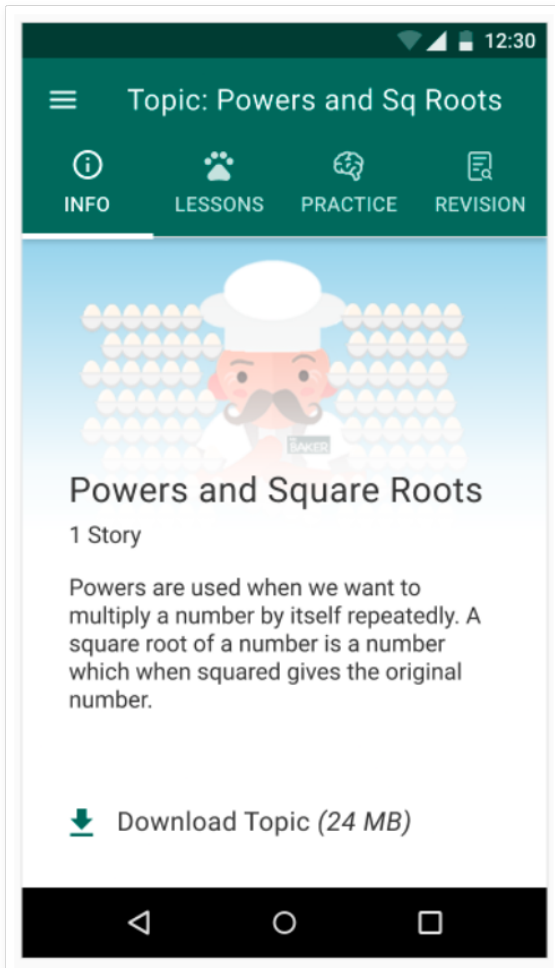 12:30
Topic: Powers and Sq Roots
INFO LESSONS PRACTICE REVISION
BAKER
Powers and Square Roots
1 Story
Powers are used when we want to
multiply a number by itself repeatedly. A
square root of a number is a number
which when squared gives the original
number.
Download Topic (24 MB)